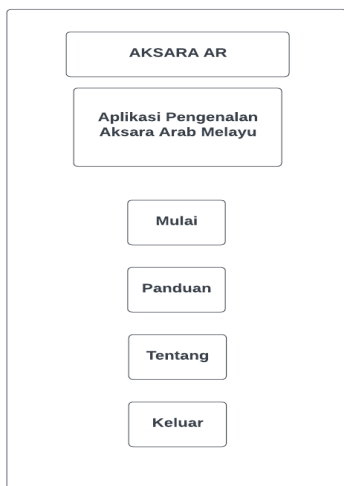 AKSARA AR
Aplikasi Pengenalan
Aksara Arab Melayu
Mulai
Panduan
Tentang
Keluar